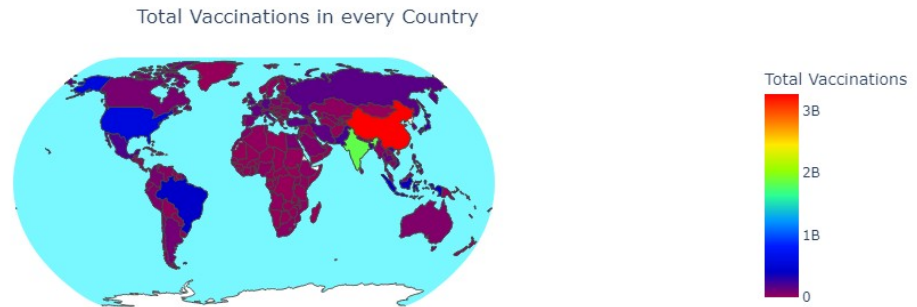 Total Vaccinations in every Country
Total Vaccinations
3B
2B
1B
0